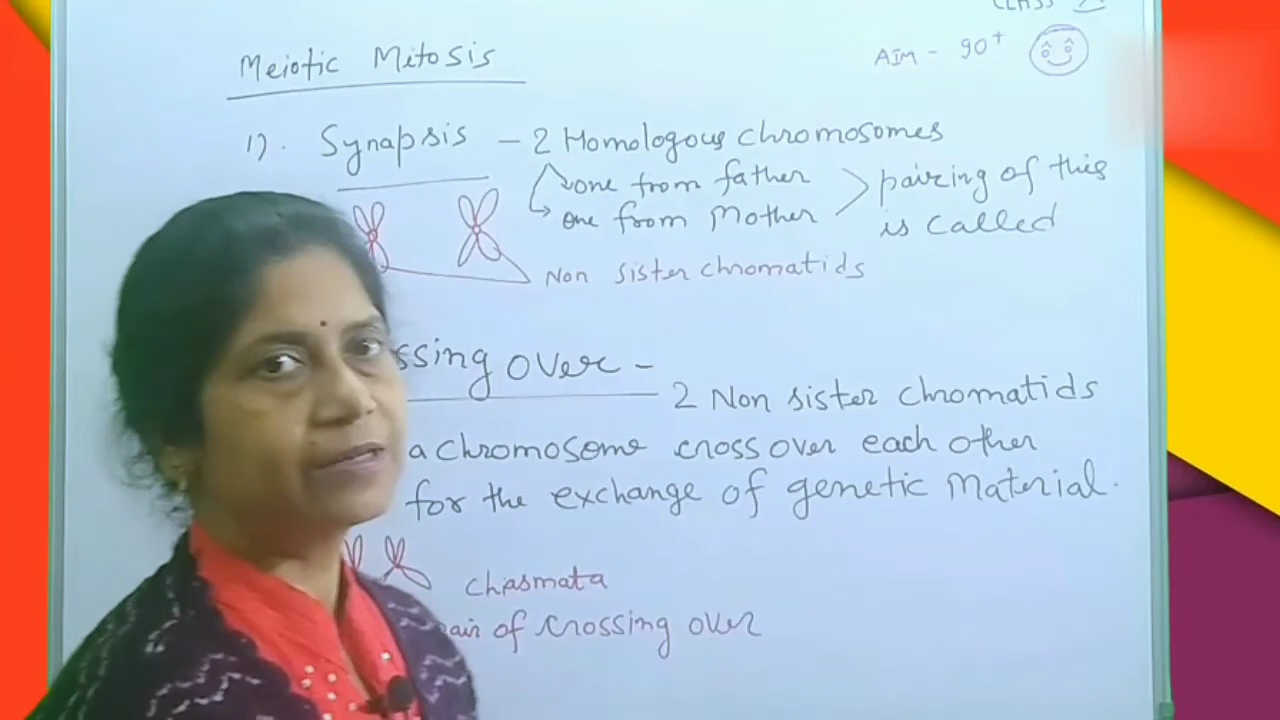 CLASS X
AIM - 90+
Meiotic Mitosis
1). Synapsis - 2 Homologous chromosomes
one from father
one from Mother
pairing of this
is called
Non sister chromatids
ssing over -
2 Non sister chromatids
a chromosome cross over each other
for the exchange of genetic Material.
Chiasmata
air of crossing over